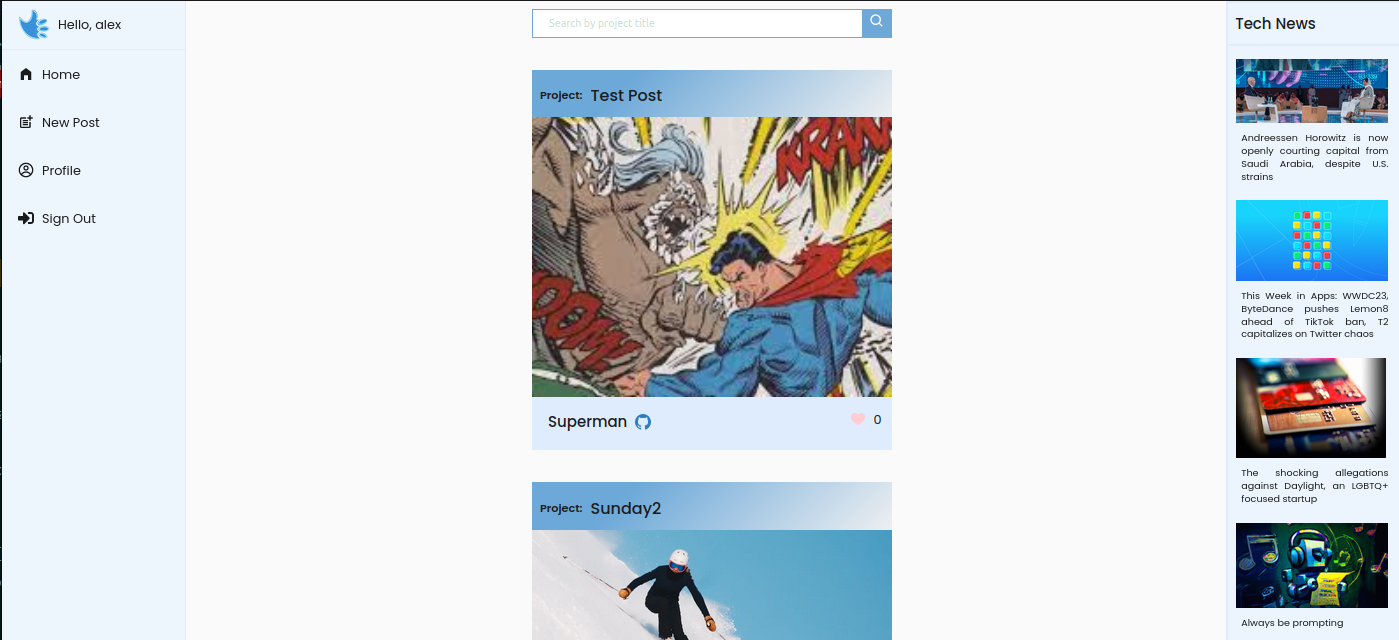 Hello, alex
Home
New Post
Profile
Sign Out
Search by project title
Project: Test Post
KRAK
DOOM
Superman
0
Project: Sunday2
Tech News
Andreessen Horowitz is now
openly courting capital from
Saudi Arabia, despite U.S.
strains
This Week in Apps: WWDC23,
ByteDance pushes Lemon8
ahead of TikTok ban, T2
capitalizes on Twitter chaos
The shocking allegations
against Daylight, an LGBTQ+
focused startup
Always be prompting